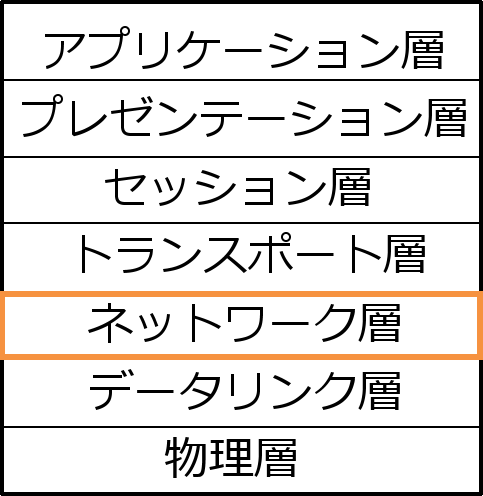 アプリケーション層
プレゼンテーション層
セッション層
トランスポート層
ネットワーク層
データリンク層
物理層